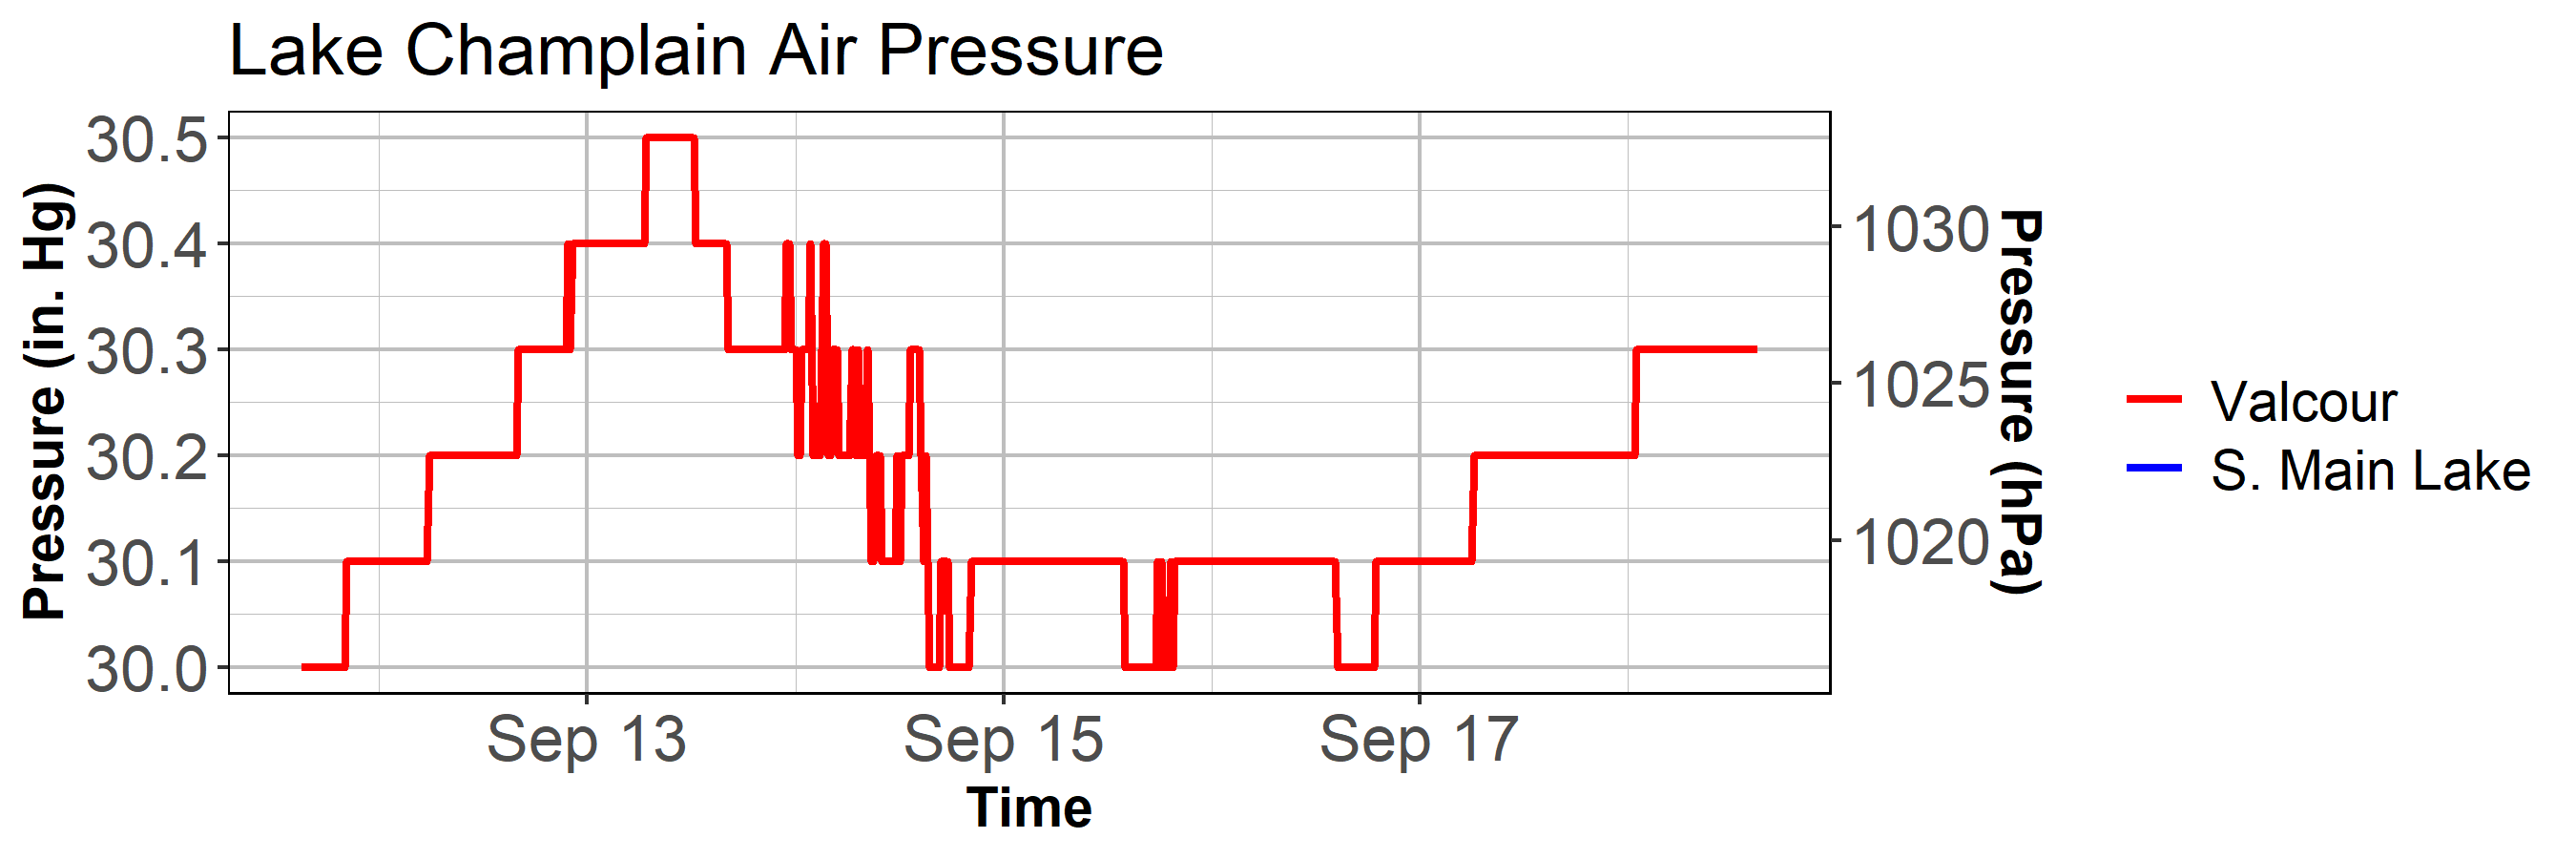 Lake Champlain Air Pressure
Pressure (in. Hg)
30.5
30.4
30.3
30.2
30.1
30.0
Sep 13
Sep 15
Sep 17
Time
1030
1025
1020
Pressure (hPa)
Valcour
S. Main Lake